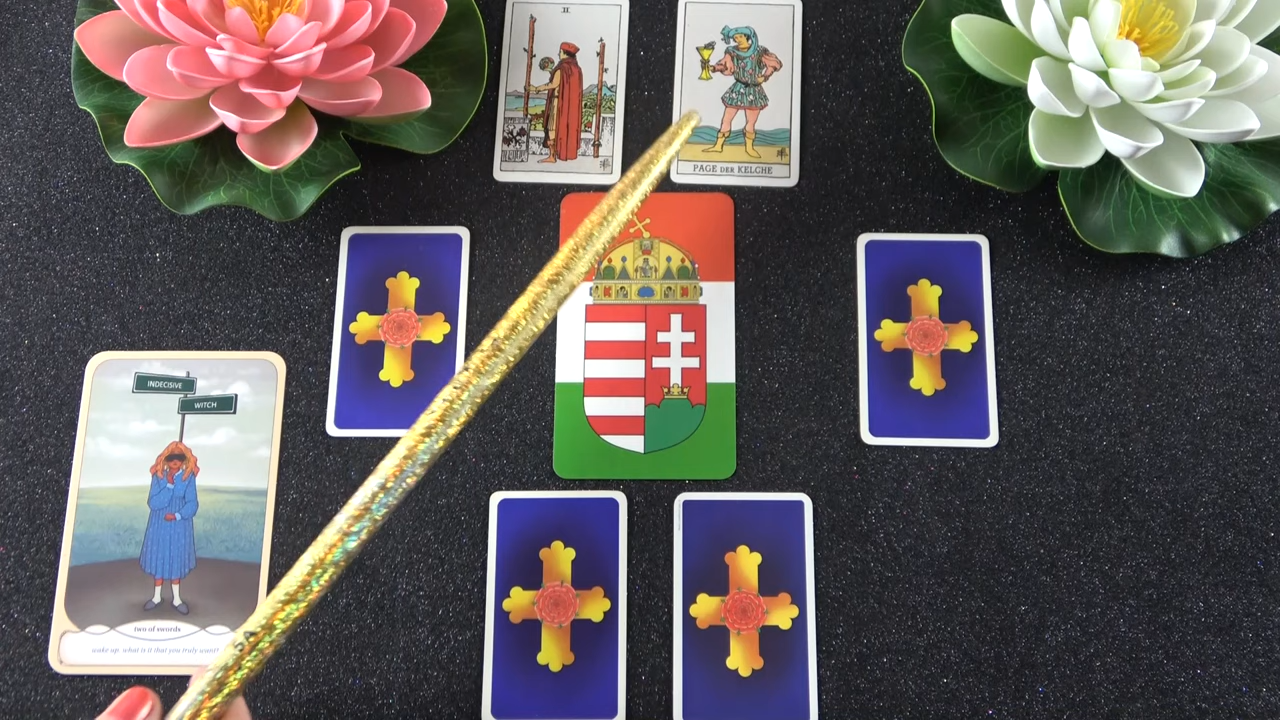 II
PAGE DER KELCHE
INDECISIVE
WITCH
two of swords
wake up. what is it that you truly want?